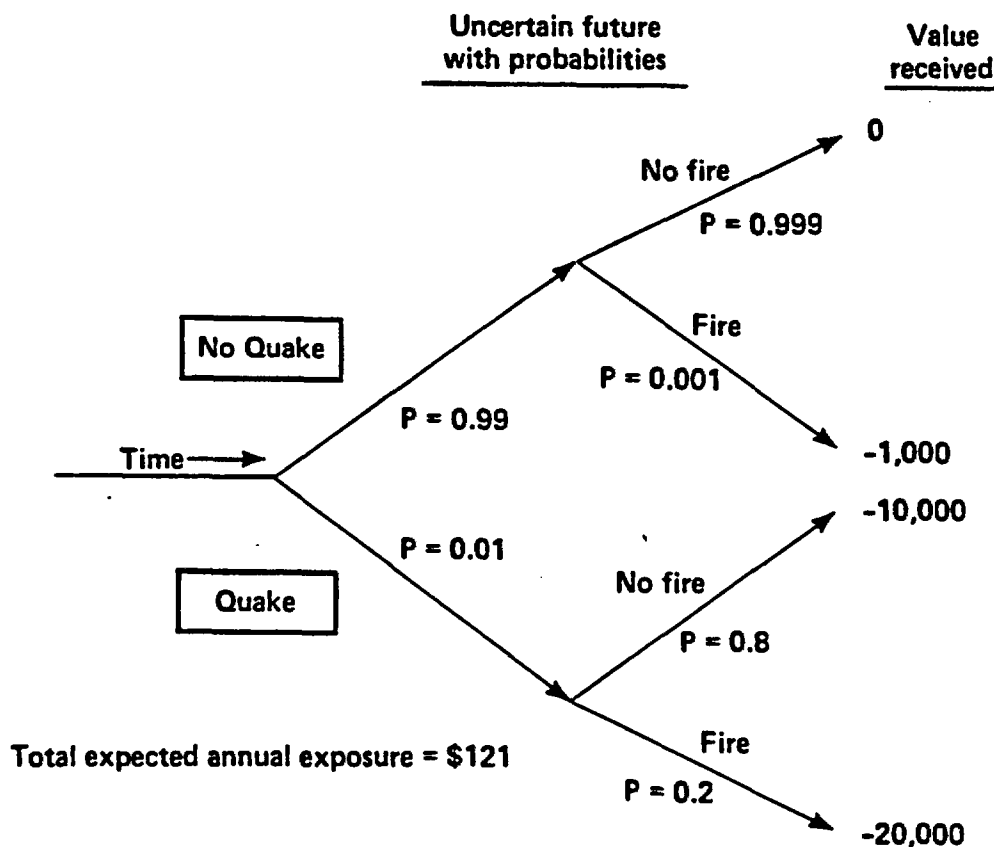 Uncertain future
with probabilities
Value
received
0
No fire
P = 0.999
Fire
P = 0.001
No Quake
P = 0.99
-1,000
Time
-10,000
P = 0.01
No fire
Quake
P = 0.8
Fire
Total expected annual exposure = $121
P = 0.2
-20,000